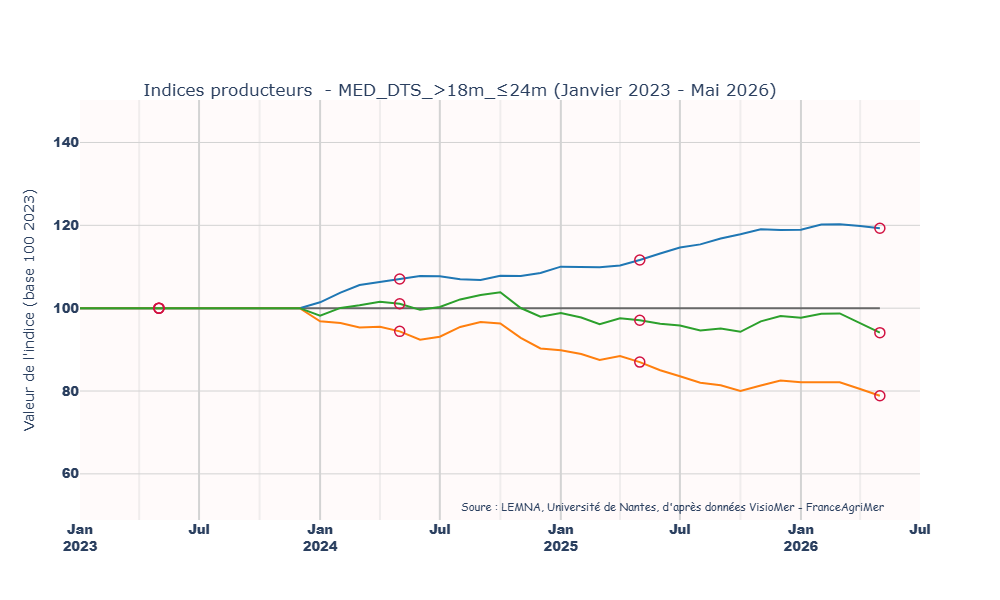 Indices producteurs  - MED_DTS_>18m_≤24m (Janvier 2023 - Mai 2026)
Valeur de l'indice (base 100 2023)
140
120
100
80
60
Soure : LEMNA, Université de Nantes, d'après données VisioMer - FranceAgriMer
Jan Jul Jan Jul Jan Jul Jan Jul
2023 2024 2025 2026